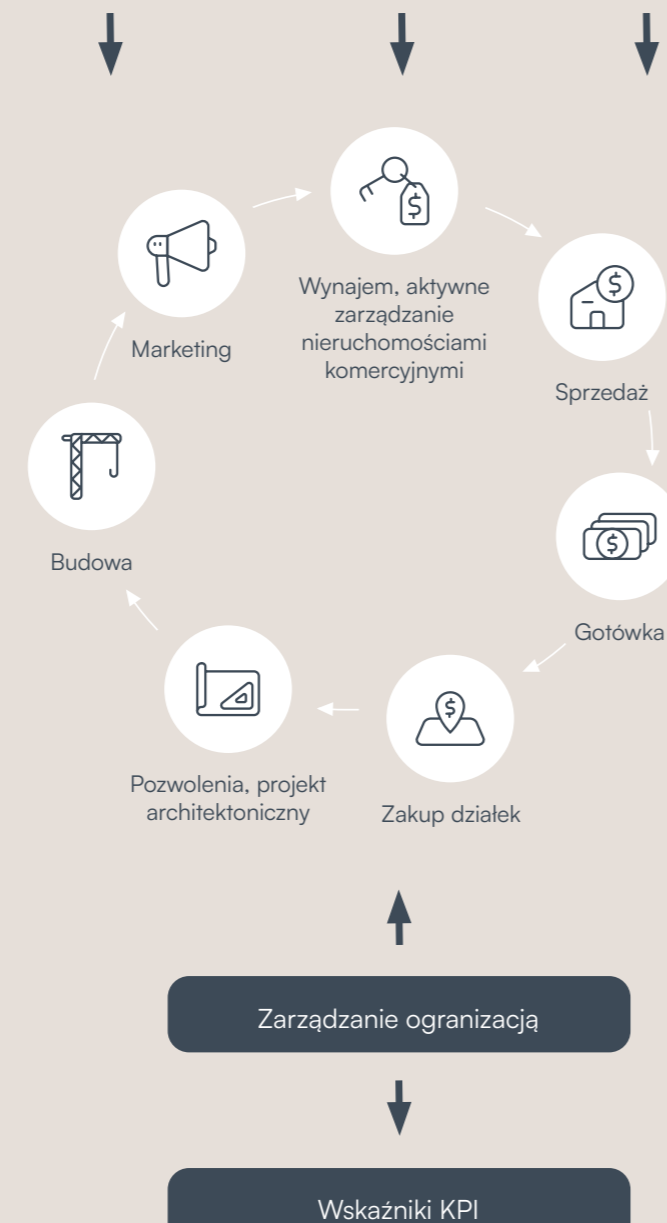 Wynajem, aktywne
zarządzanie
nieruchomościami
komercyjnymi
Marketing
Sprzedaż
Budowa
Gotówka
Pozwolenia, projekt
architektoniczny
Zakup działek
Zarządzanie ogranizacją
Wskaźniki KPI